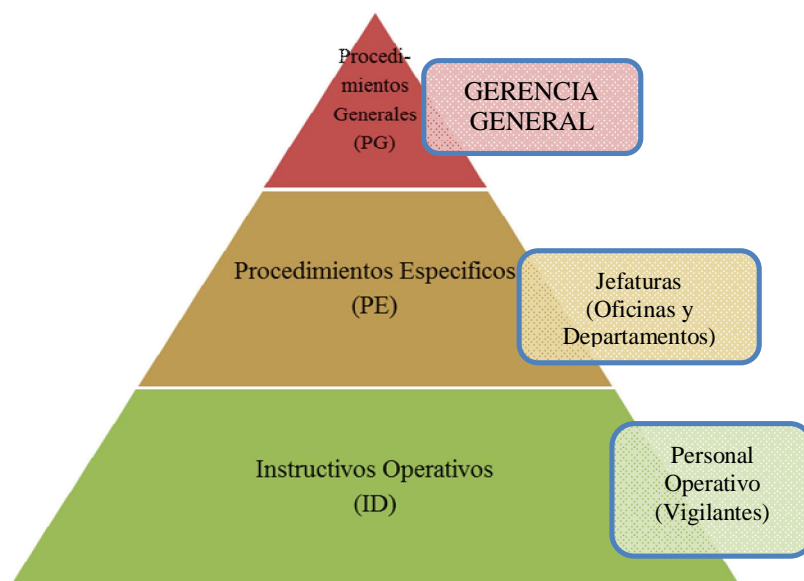 Procedi-
mientos
Generales
(PG)
GERENCIA
GENERAL
Procedimientos Especificos
(PE)
Jefaturas
(Oficinas y
Departamentos)
Instructivos Operativos
(ID)
Personal
Operativo
(Vigilantes)